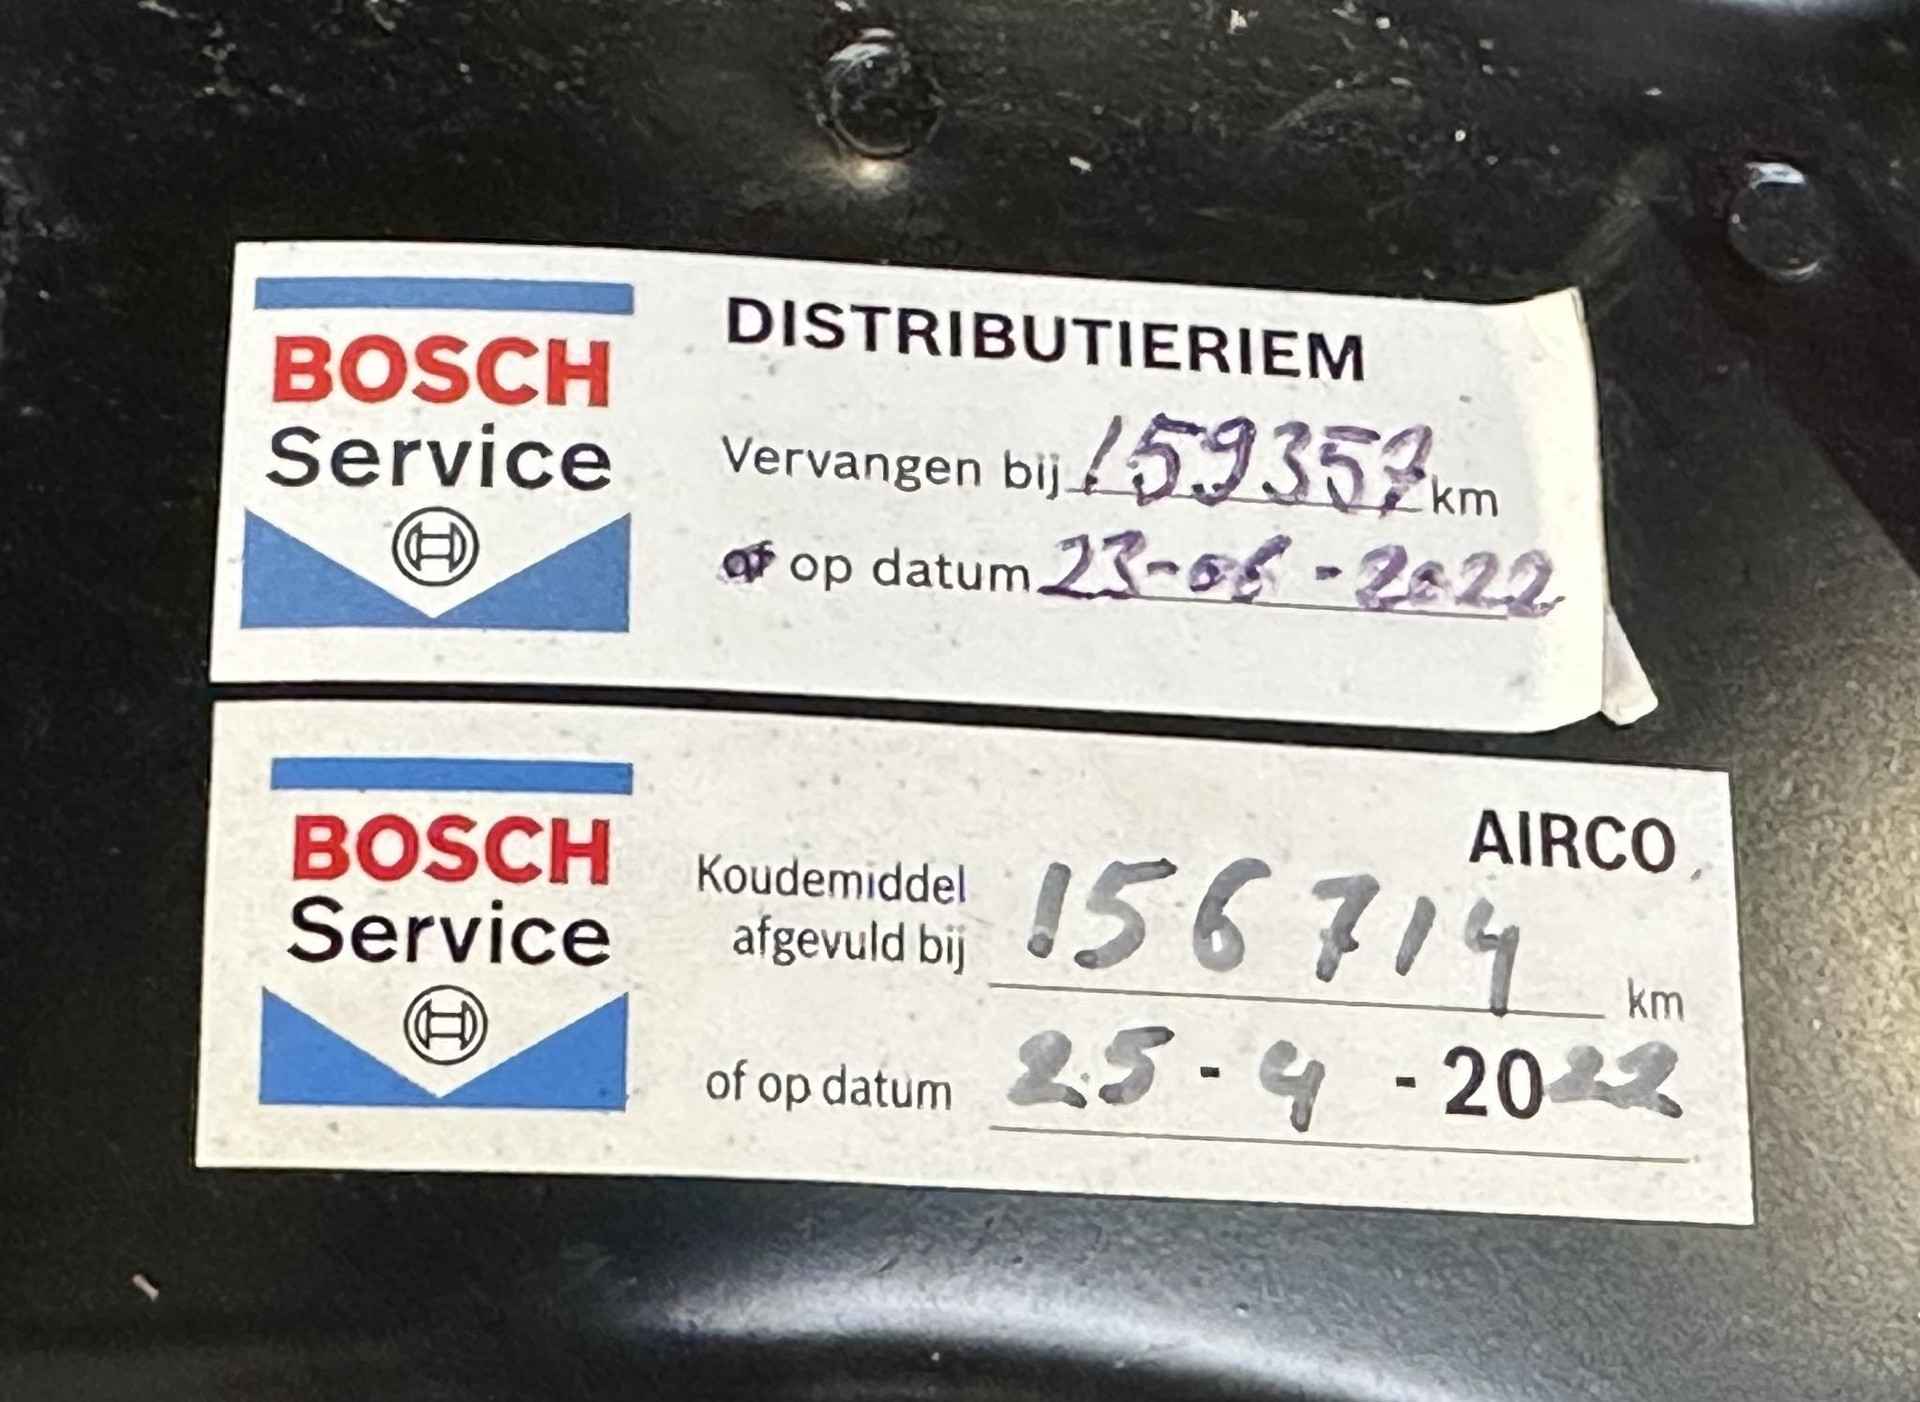 BOSCH
Service
DISTRIBUTIERIEM
Vervangen bij 159357 km
of op datum 23-06-2022
BOSCH
Service
AIRCO
Koudemiddel
afgevuld bij 156714 km
of op datum 25-4-2022